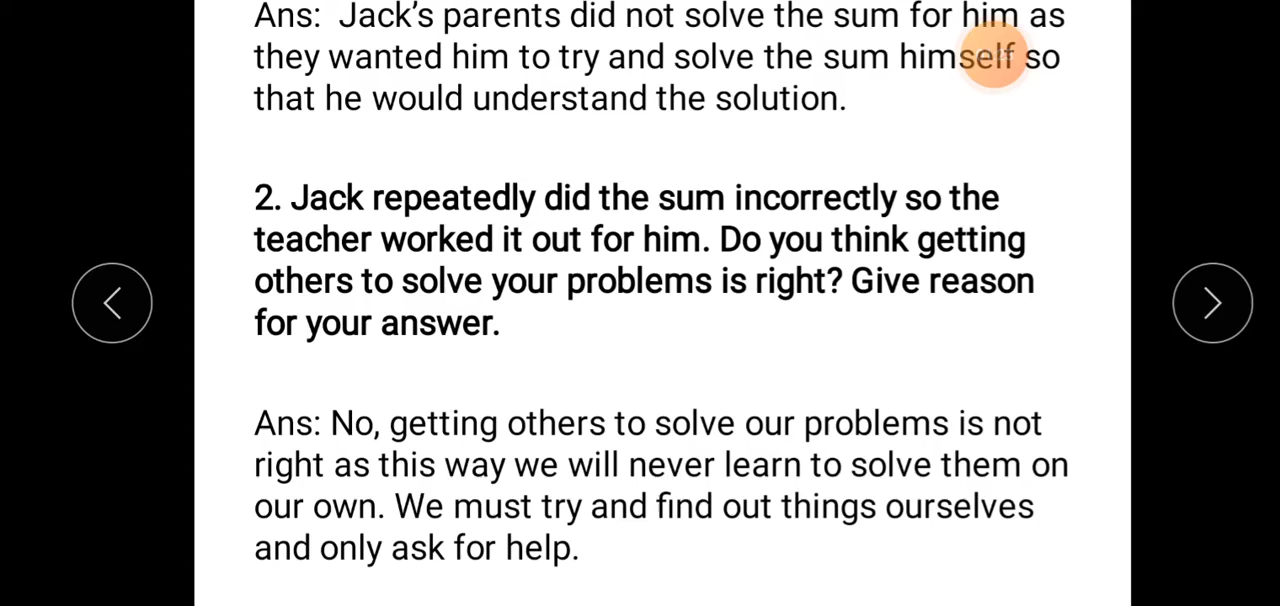 Ans: Jack's parents did not solve the sum for him as
they wanted him to try and solve the sum himself so
that he would understand the solution.
2. Jack repeatedly did the sum incorrectly so the
teacher worked it out for him. Do you think getting
others to solve your problems is right? Give reason
for your answer.
Ans: No, getting others to solve our problems is not
right as this way we will never learn to solve them on
our own. We must try and find out things ourselves
and only ask for help.